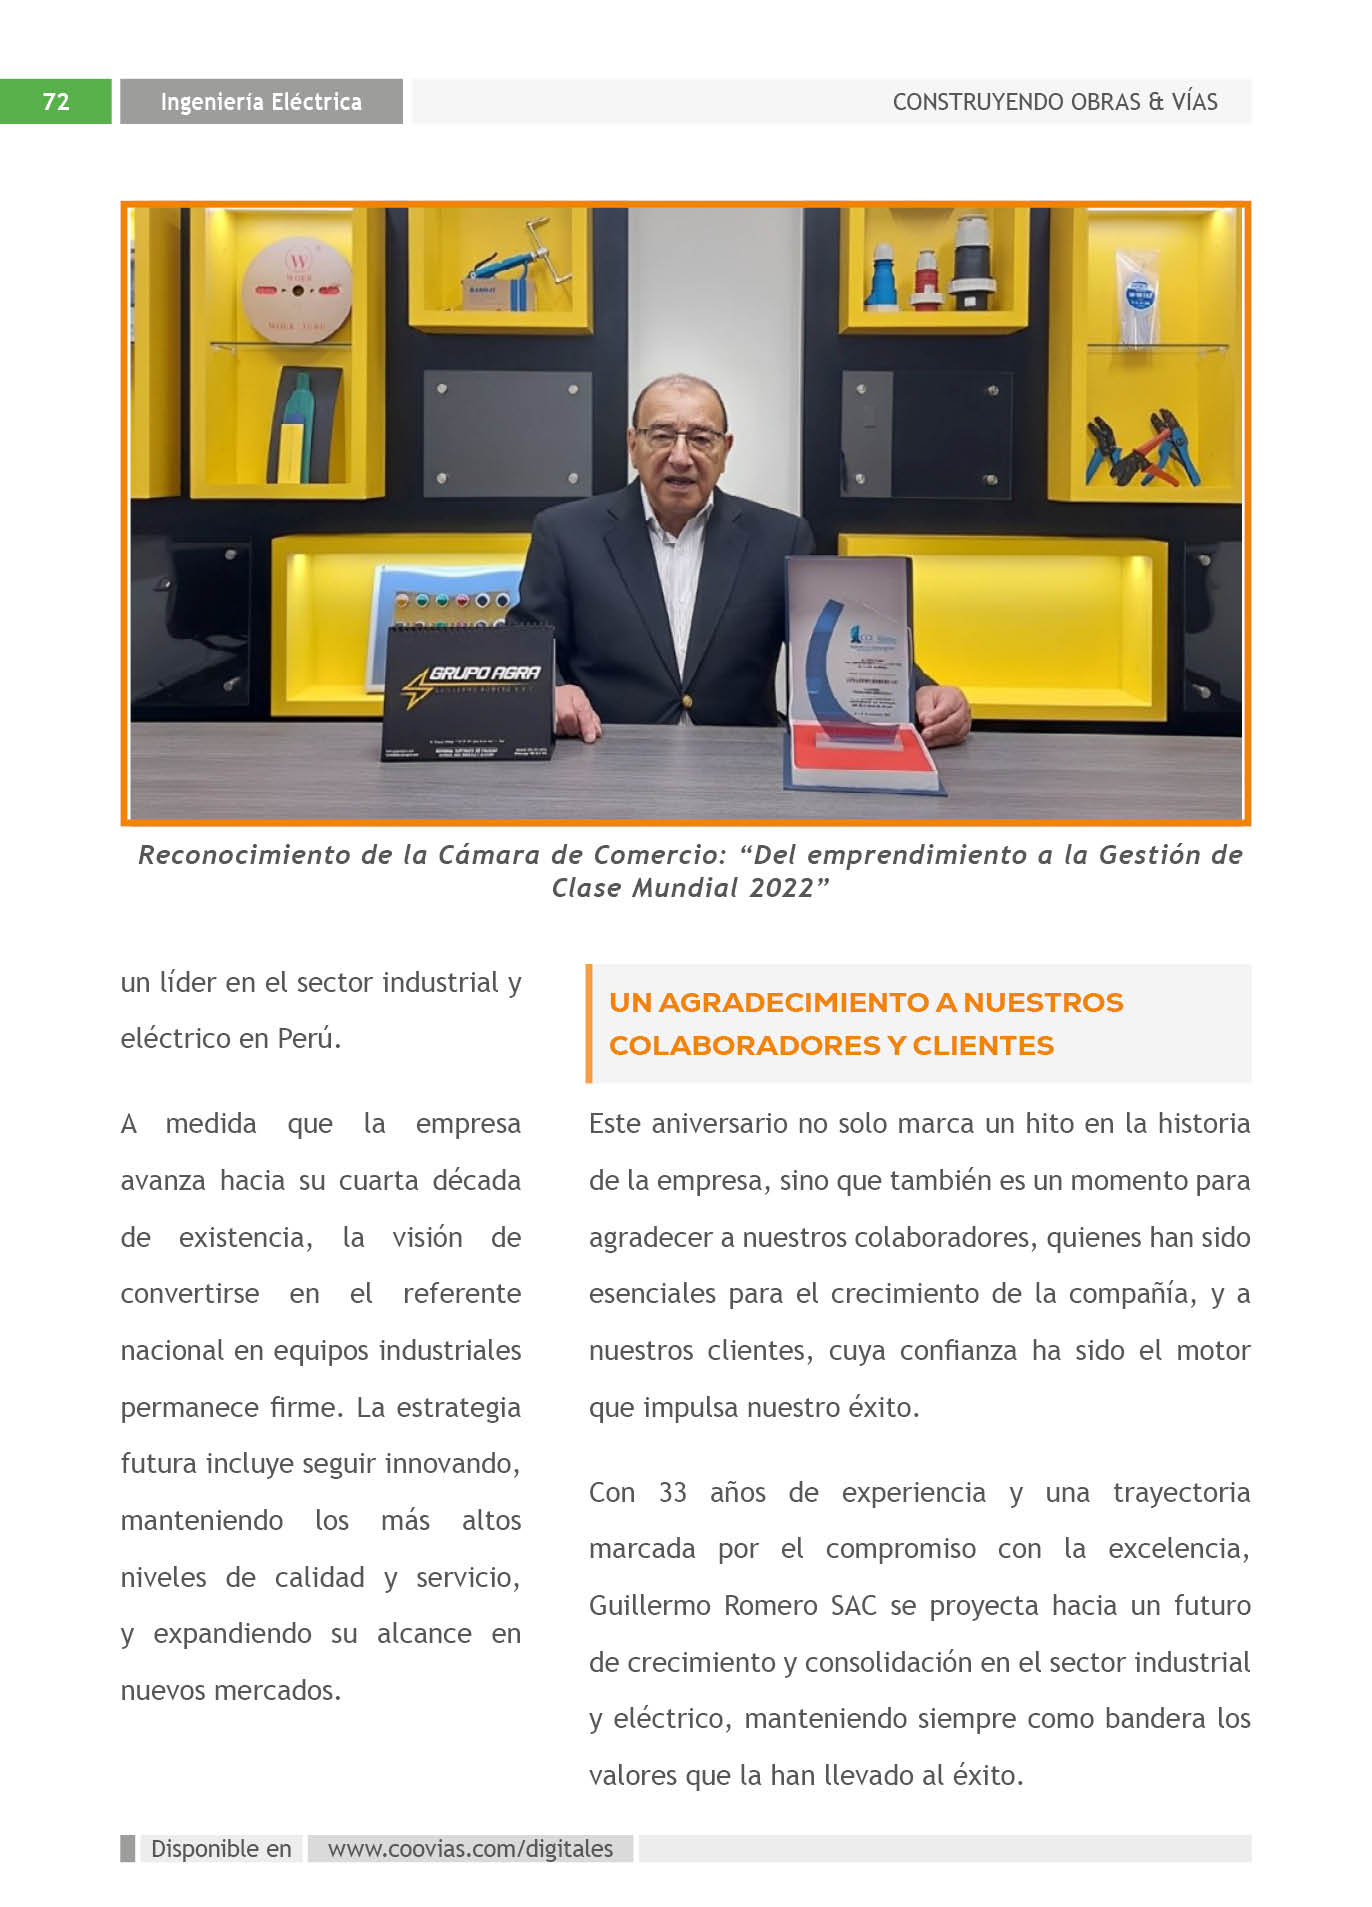 72
Ingeniería Eléctrica
CONSTRUYENDO OBRAS & VÍAS
W
WOER
GRUPO AGRA
GUILLERMO ROMERO S.A.C.
CCL
Reconocimiento de la Cámara de Comercio: “Del emprendimiento a la Gestión de
Clase Mundial 2022”
un líder en el sector industrial y
eléctrico en Perú.
A medida que la empresa
avanza hacia su cuarta década
de existencia, la visión de
convertirse en el referente
nacional en equipos industriales
permanece firme. La estrategia
futura incluye seguir innovando,
manteniendo los más altos
niveles de calidad y servicio,
y expandiendo su alcance en
nuevos mercados.
UN AGRADECIMIENTO A NUESTROS
COLABORADORES Y CLIENTES
Este aniversario no solo marca un hito en la historia
de la empresa, sino que también es un momento para
agradecer a nuestros colaboradores, quienes han sido
esenciales para el crecimiento de la compañía, y a
nuestros clientes, cuya confianza ha sido el motor
que impulsa nuestro éxito.
Con 33 años de experiencia y una trayectoria
marcada por el compromiso con la excelencia,
Guillermo Romero SAC se proyecta hacia un futuro
de crecimiento y consolidación en el sector industrial
y eléctrico, manteniendo siempre como bandera los
valores que la han llevado al éxito.
Disponible en
www.coovias.com/digitales